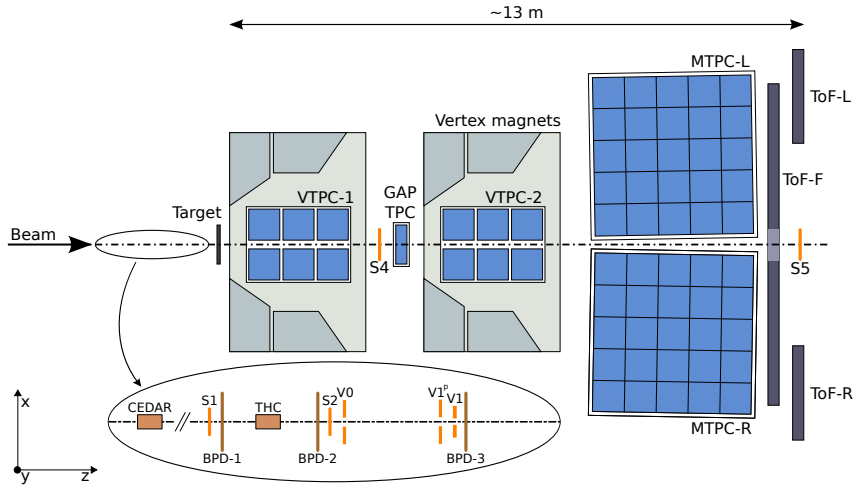 ~13 m
MTPC-L
ToF-L
Vertex magnets
ToF-F
VTPC-1
GAP
TPC
VTPC-2
Target
Beam
S4
S5
x
y
z
CEDAR
S1
THC
S2
V0
V1ᵖ
V1
BPD-1
BPD-2
BPD-3
ToF-R
MTPC-R